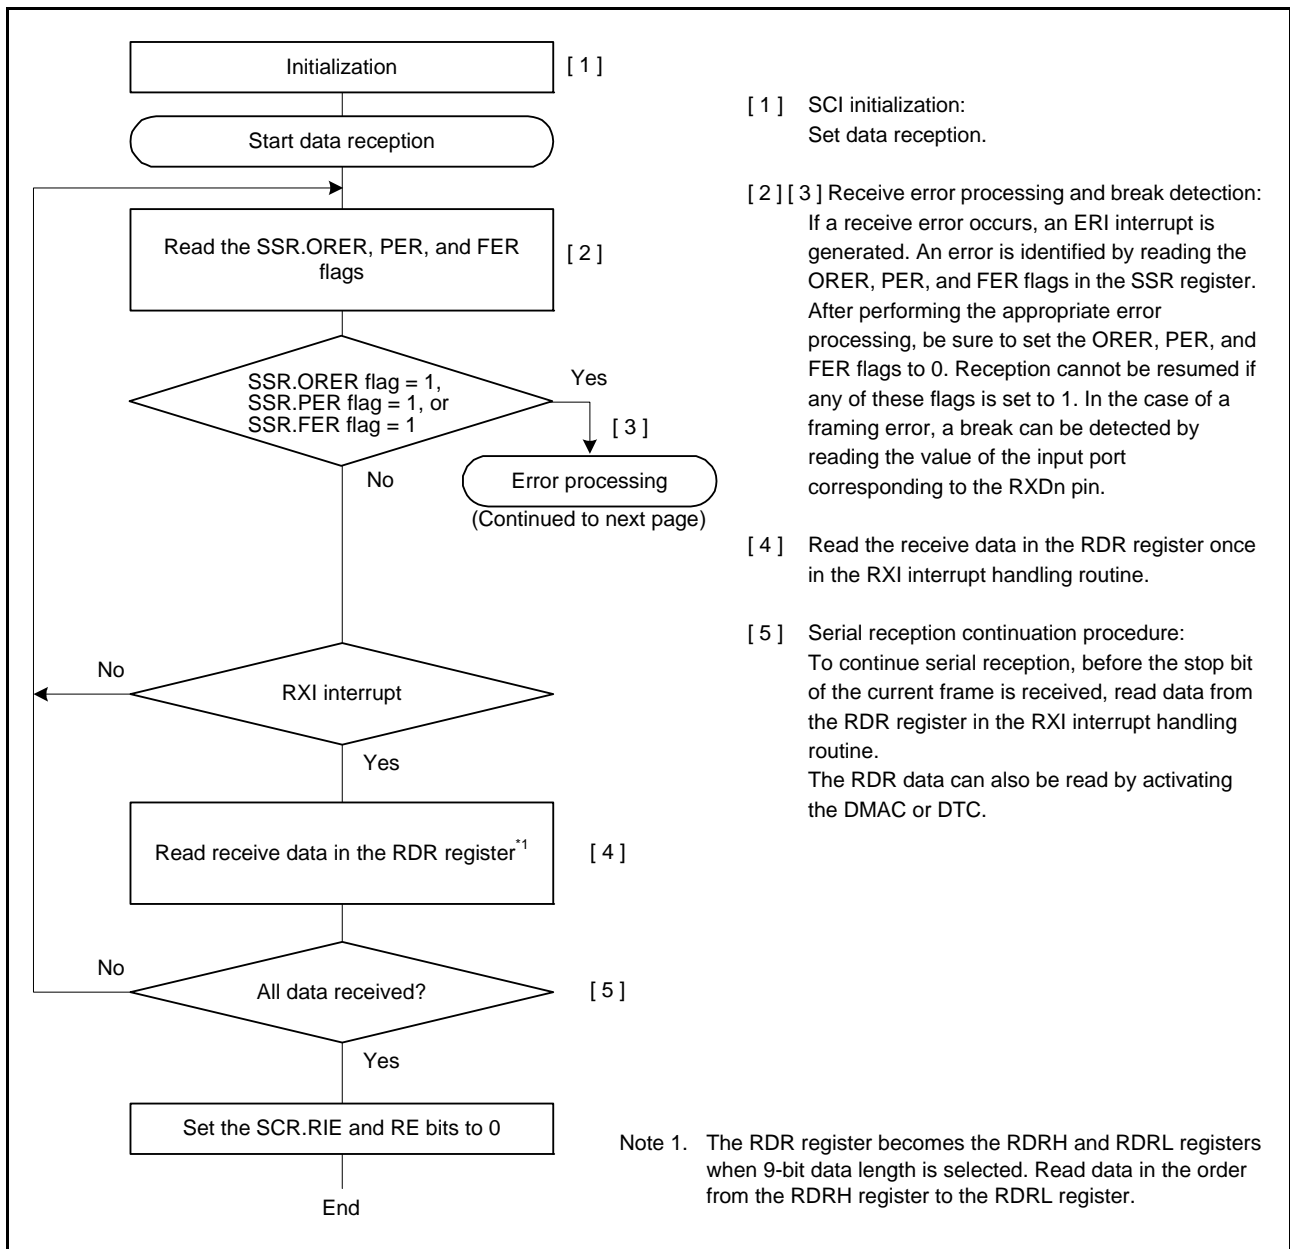 Initialization
[ 1 ]
Start data reception
Read the SSR.ORER, PER, and FER
flags
[ 2 ]
SSR.ORER flag = 1,
SSR.PER flag = 1, or
SSR.FER flag = 1
Yes
[ 3 ]
No
Error processing
(Continued to next page)
No
RXI interrupt
Yes
Read receive data in the RDR register*1
[ 4 ]
No
All data received?
[ 5 ]
Yes
Set the SCR.RIE and RE bits to 0
End
[ 1 ] SCI initialization:
Set data reception.
[ 2 ] [ 3 ] Receive error processing and break detection:
If a receive error occurs, an ERI interrupt is
generated. An error is identified by reading the
ORER, PER, and FER flags in the SSR register.
After performing the appropriate error
processing, be sure to set the ORER, PER, and
FER flags to 0. Reception cannot be resumed if
any of these flags is set to 1. In the case of a
framing error, a break can be detected by
reading the value of the input port
corresponding to the RXDn pin.
[ 4 ] Read the receive data in the RDR register once
in the RXI interrupt handling routine.
[ 5 ] Serial reception continuation procedure:
To continue serial reception, before the stop bit
of the current frame is received, read data from
the RDR register in the RXI interrupt handling
routine.
The RDR data can also be read by activating
the DMAC or DTC.
Note 1. The RDR register becomes the RDRH and RDRL registers
when 9-bit data length is selected. Read data in the order
from the RDRH register to the RDRL register.